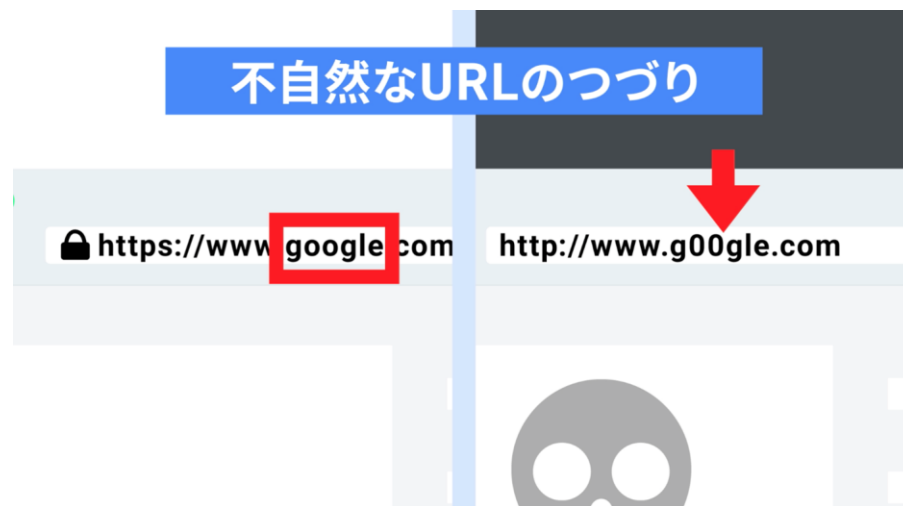 不自然なURLのつづり
https://www.google.com
http://www.g00gle.com